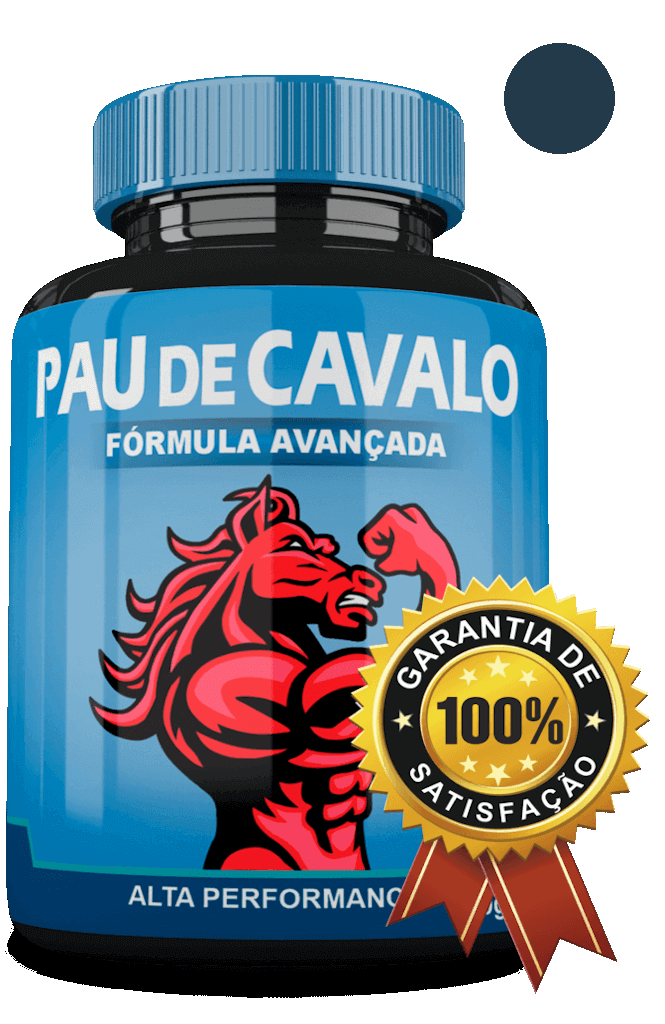 PAU DE CAVALO
FÓRMULA AVANÇADA
GARANTIA DE
100%
SATISFAÇÃO
ALTA PERFORMANC